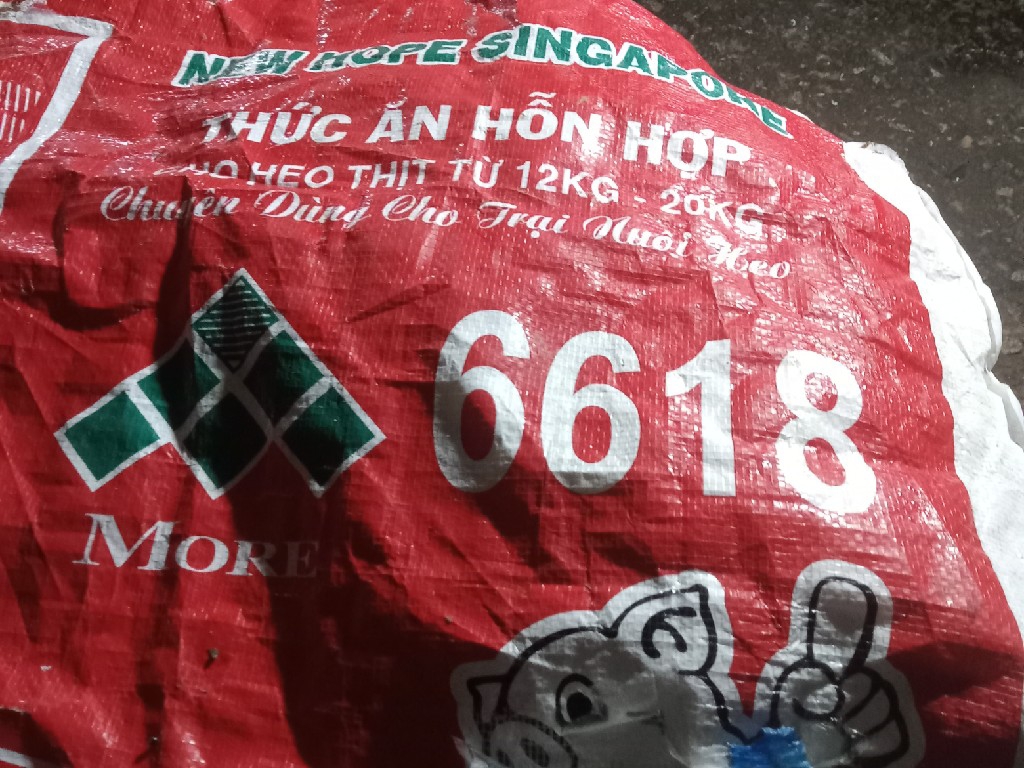 NEW HOPE SINGAPORE
THỨC ĂN HỖN HỢP
CHO HEO THỊT TỪ 12KG - 20KG
Chuyên Dùng Cho Trại Nuôi Heo
6618
MORE